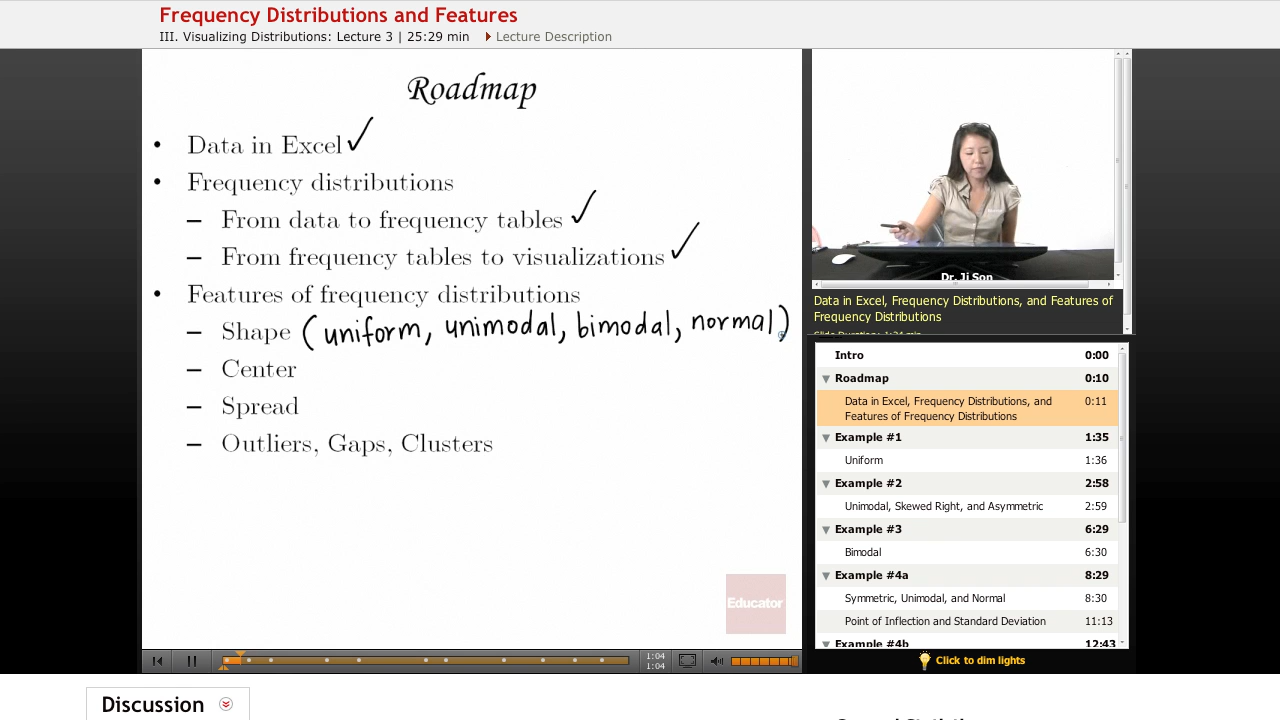 Frequency Distributions and Features
III. Visualizing Distributions: Lecture 3 | 25:29 min Lecture Description
Roadmap
• Data in Excel ✓
• Frequency distributions
– From data to frequency tables ✓
– From frequency tables to visualizations ✓
• Features of frequency distributions
– Shape (uniform, unimodal, bimodal, normal)
– Center
– Spread
– Outliers, Gaps, Clusters
Educator
1:04
1:04
Dr. Ji Son
Data in Excel, Frequency Distributions, and Features of
Frequency Distributions
Intro 0:00
Roadmap 0:10
Data in Excel, Frequency Distributions, and 0:11
Features of Frequency Distributions
Example #1 1:35
Uniform 1:36
Example #2 2:58
Unimodal, Skewed Right, and Asymmetric 2:59
Example #3 6:29
Bimodal 6:30
Example #4a 8:29
Symmetric, Unimodal, and Normal 8:30
Point of Inflection and Standard Deviation 11:13
Example #4b 12:43
Click to dim lights
Discussion